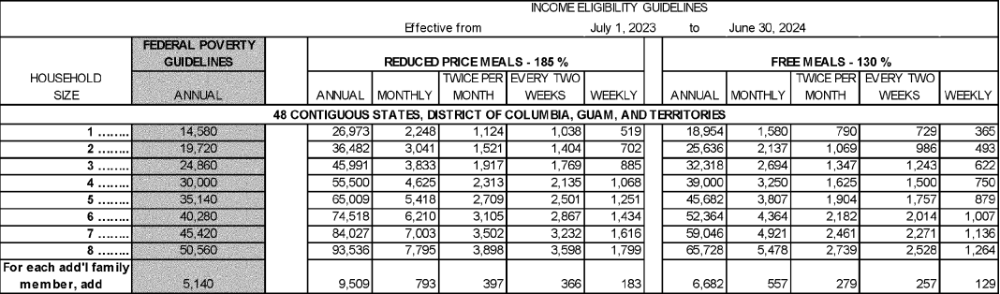 INCOME ELIGIBILITY GUIDELINES
Effective from July 1, 2023 to June 30, 2024
FEDERAL POVERTY
GUIDELINES REDUCED PRICE MEALS - 185 % FREE MEALS - 130 %
HOUSEHOLD TWICE PER EVERY TWO TWICE PER EVERY TWO
SIZE ANNUAL ANNUAL MONTHLY MONTH WEEKS WEEKLY ANNUAL MONTHLY MONTH WEEKS WEEKLY
48 CONTIGUOUS STATES, DISTRICT OF COLUMBIA, GUAM, AND TERRITORIES
1 ........ 14,580 26,973 2,248 1,124 1,038 519 18,954 1,580 790 729 365
2 ........ 19,720 36,482 3,041 1,521 1,404 702 25,636 2,137 1,069 986 493
3 ........ 24,860 45,991 3,833 1,917 1,769 885 32,318 2,694 1,347 1,243 622
4 ........ 30,000 55,500 4,625 2,313 2,135 1,068 39,000 3,250 1,625 1,500 750
5 ........ 35,140 65,009 5,418 2,709 2,501 1,251 45,682 3,807 1,904 1,757 879
6 ........ 40,280 74,518 6,210 3,105 2,867 1,434 52,364 4,364 2,182 2,014 1,007
7 ........ 45,420 84,027 7,003 3,502 3,232 1,616 59,046 4,921 2,461 2,271 1,136
8 ........ 50,560 93,536 7,795 3,898 3,598 1,799 65,728 5,478 2,739 2,528 1,264
For each add'l family
member, add 5,140 9,509 793 397 366 183 6,682 557 279 257 129